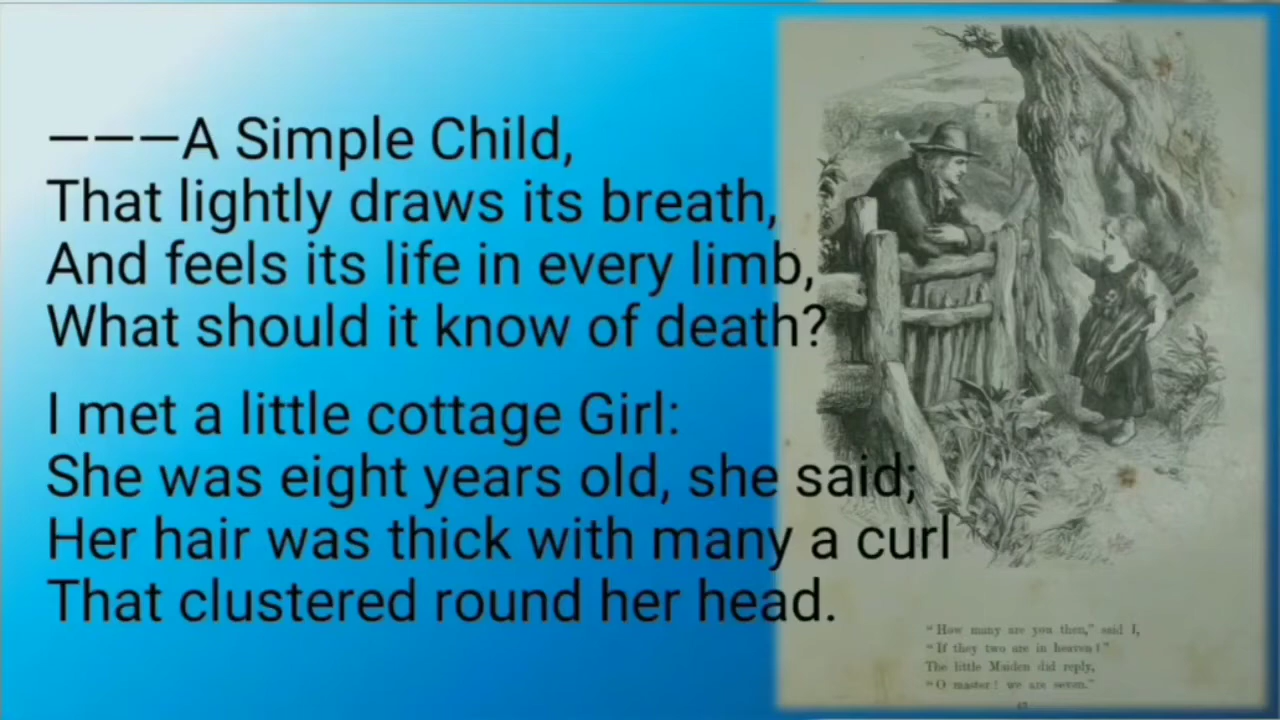 ———A Simple Child,
That lightly draws its breath,
And feels its life in every limb,
What should it know of death?
I met a little cottage Girl:
She was eight years old, she said;
Her hair was thick with many a curl
That clustered round her head.
"How many are you then," said I,
"If they two are in heaven?"
The little Maiden did reply,
"O master! we are seven."